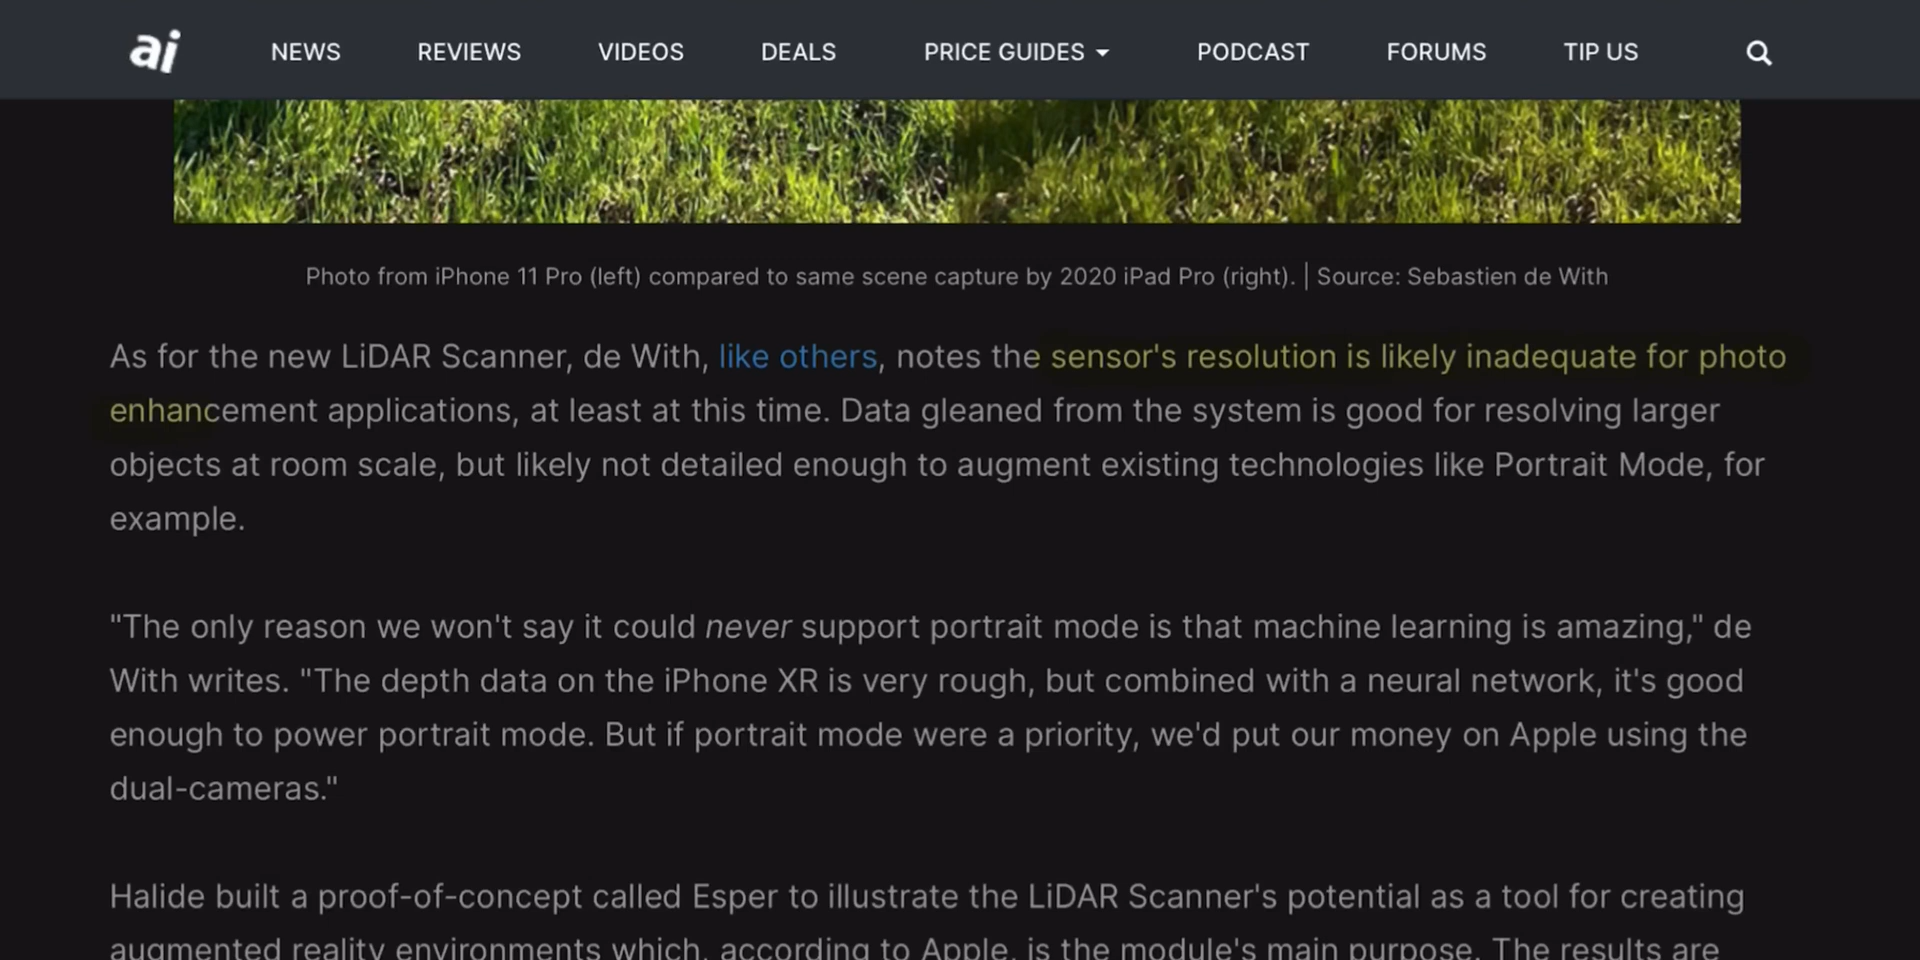 ai NEWS REVIEWS VIDEOS DEALS PRICE GUIDES PODCAST FORUMS TIP US
Photo from iPhone 11 Pro (left) compared to same scene capture by 2020 iPad Pro (right). | Source: Sebastien de With
As for the new LiDAR Scanner, de With, like others, notes the sensor's resolution is likely inadequate for photo
enhancement applications, at least at this time. Data gleaned from the system is good for resolving larger
objects at room scale, but likely not detailed enough to augment existing technologies like Portrait Mode, for
example.
"The only reason we won't say it could never support portrait mode is that machine learning is amazing," de
With writes. "The depth data on the iPhone XR is very rough, but combined with a neural network, it's good
enough to power portrait mode. But if portrait mode were a priority, we'd put our money on Apple using the
dual-cameras."
Halide built a proof-of-concept called Esper to illustrate the LiDAR Scanner's potential as a tool for creating
augmented reality environments which, according to Apple, is the module's main purpose. The results are